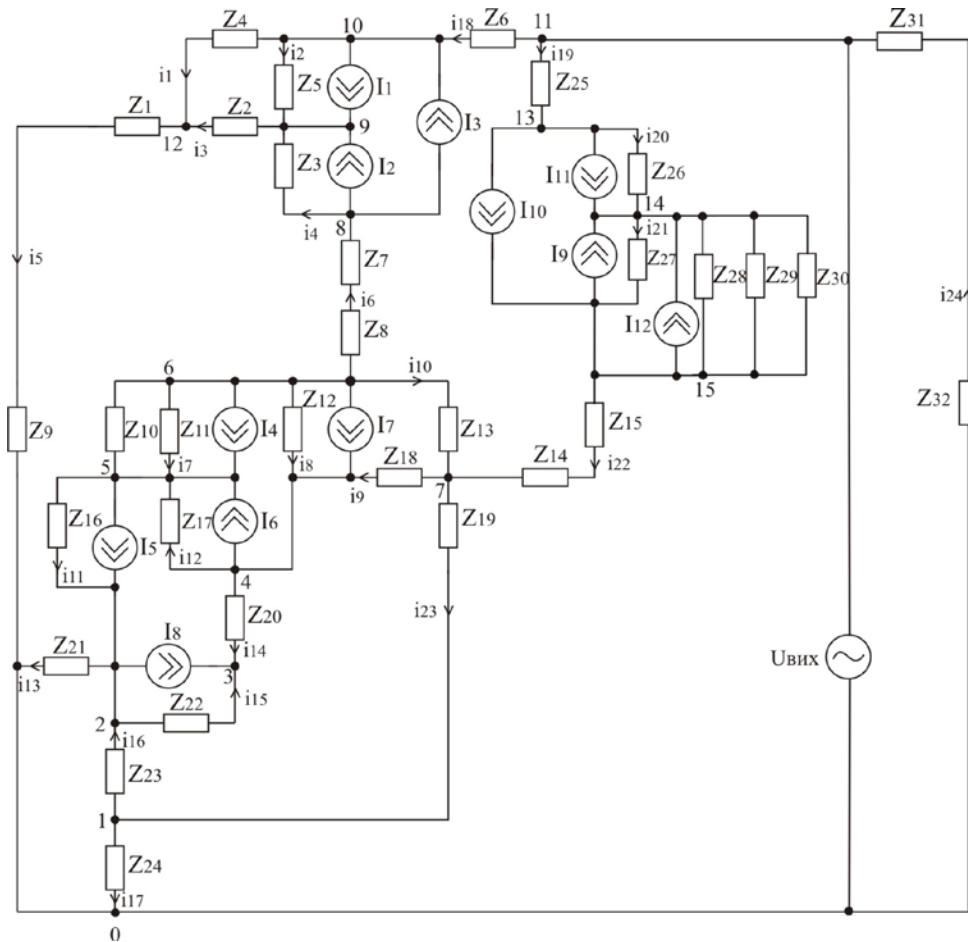 Z4 10 i18 Z6 11 Z31
i2 i19
i1 Z5 I1 Z25
Z1 Z2 9 I3 13 i20
12 i3 Z3 I2 I11 Z26
i4 8 I10 14
i5 Z7 I9 i21 Z27 Z28 Z29 Z30
i6 I12 i24
Z8
6 i10 15
Z12 Z15 Z32
Z9 Z10 Z11 I4 I7 Z13
i7 i8 Z18 Z14 i22
5 i9 7
Z16 Z17 I6 Z19
I5
i11 i12 4
Z20 i23
Z21 I8 i14 Uвих
i13 3
Z22 i15
2
i16
Z23
1
Z24
i17
0